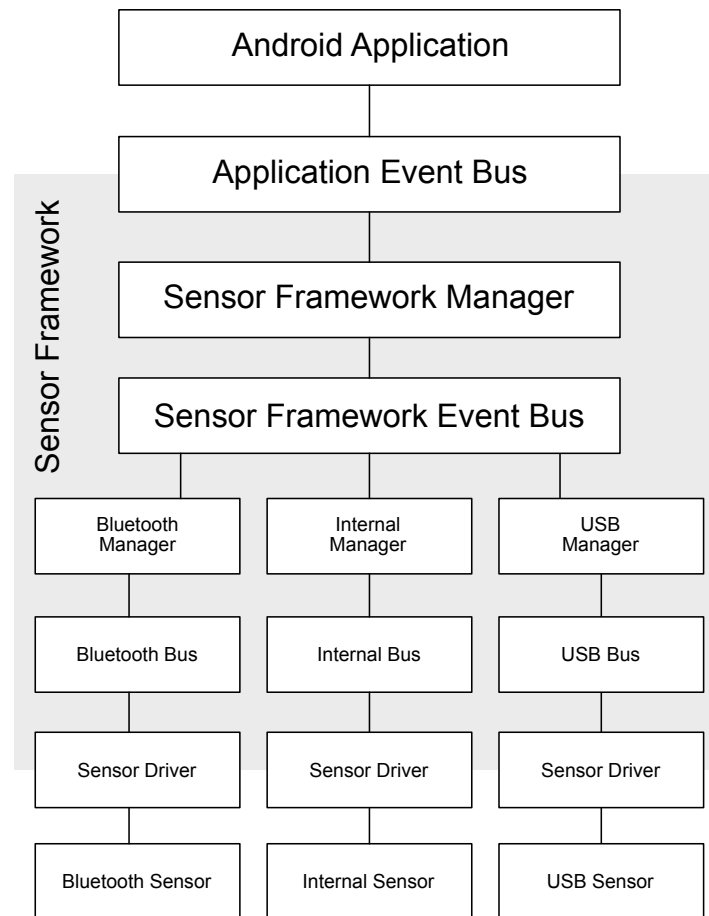 Android Application
Application Event Bus
Sensor Framework
Sensor Framework Manager
Sensor Framework Event Bus
Bluetooth
Manager
Internal
Manager
USB
Manager
Bluetooth Bus
Internal Bus
USB Bus
Sensor Driver
Sensor Driver
Sensor Driver
Bluetooth Sensor
Internal Sensor
USB Sensor